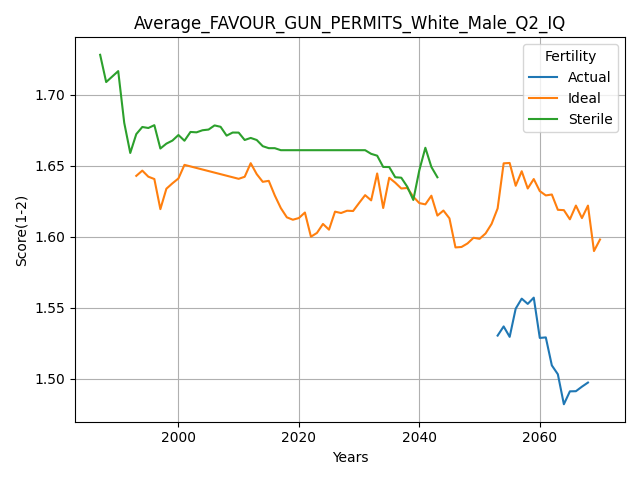 Average_FAVOUR_GUN_PERMITS_White_Male_Q2_IQ
Fertility
Actual
Ideal
Sterile
Score(1-2)
1.70
1.65
1.60
1.55
1.50
2000
2020
2040
2060
Years